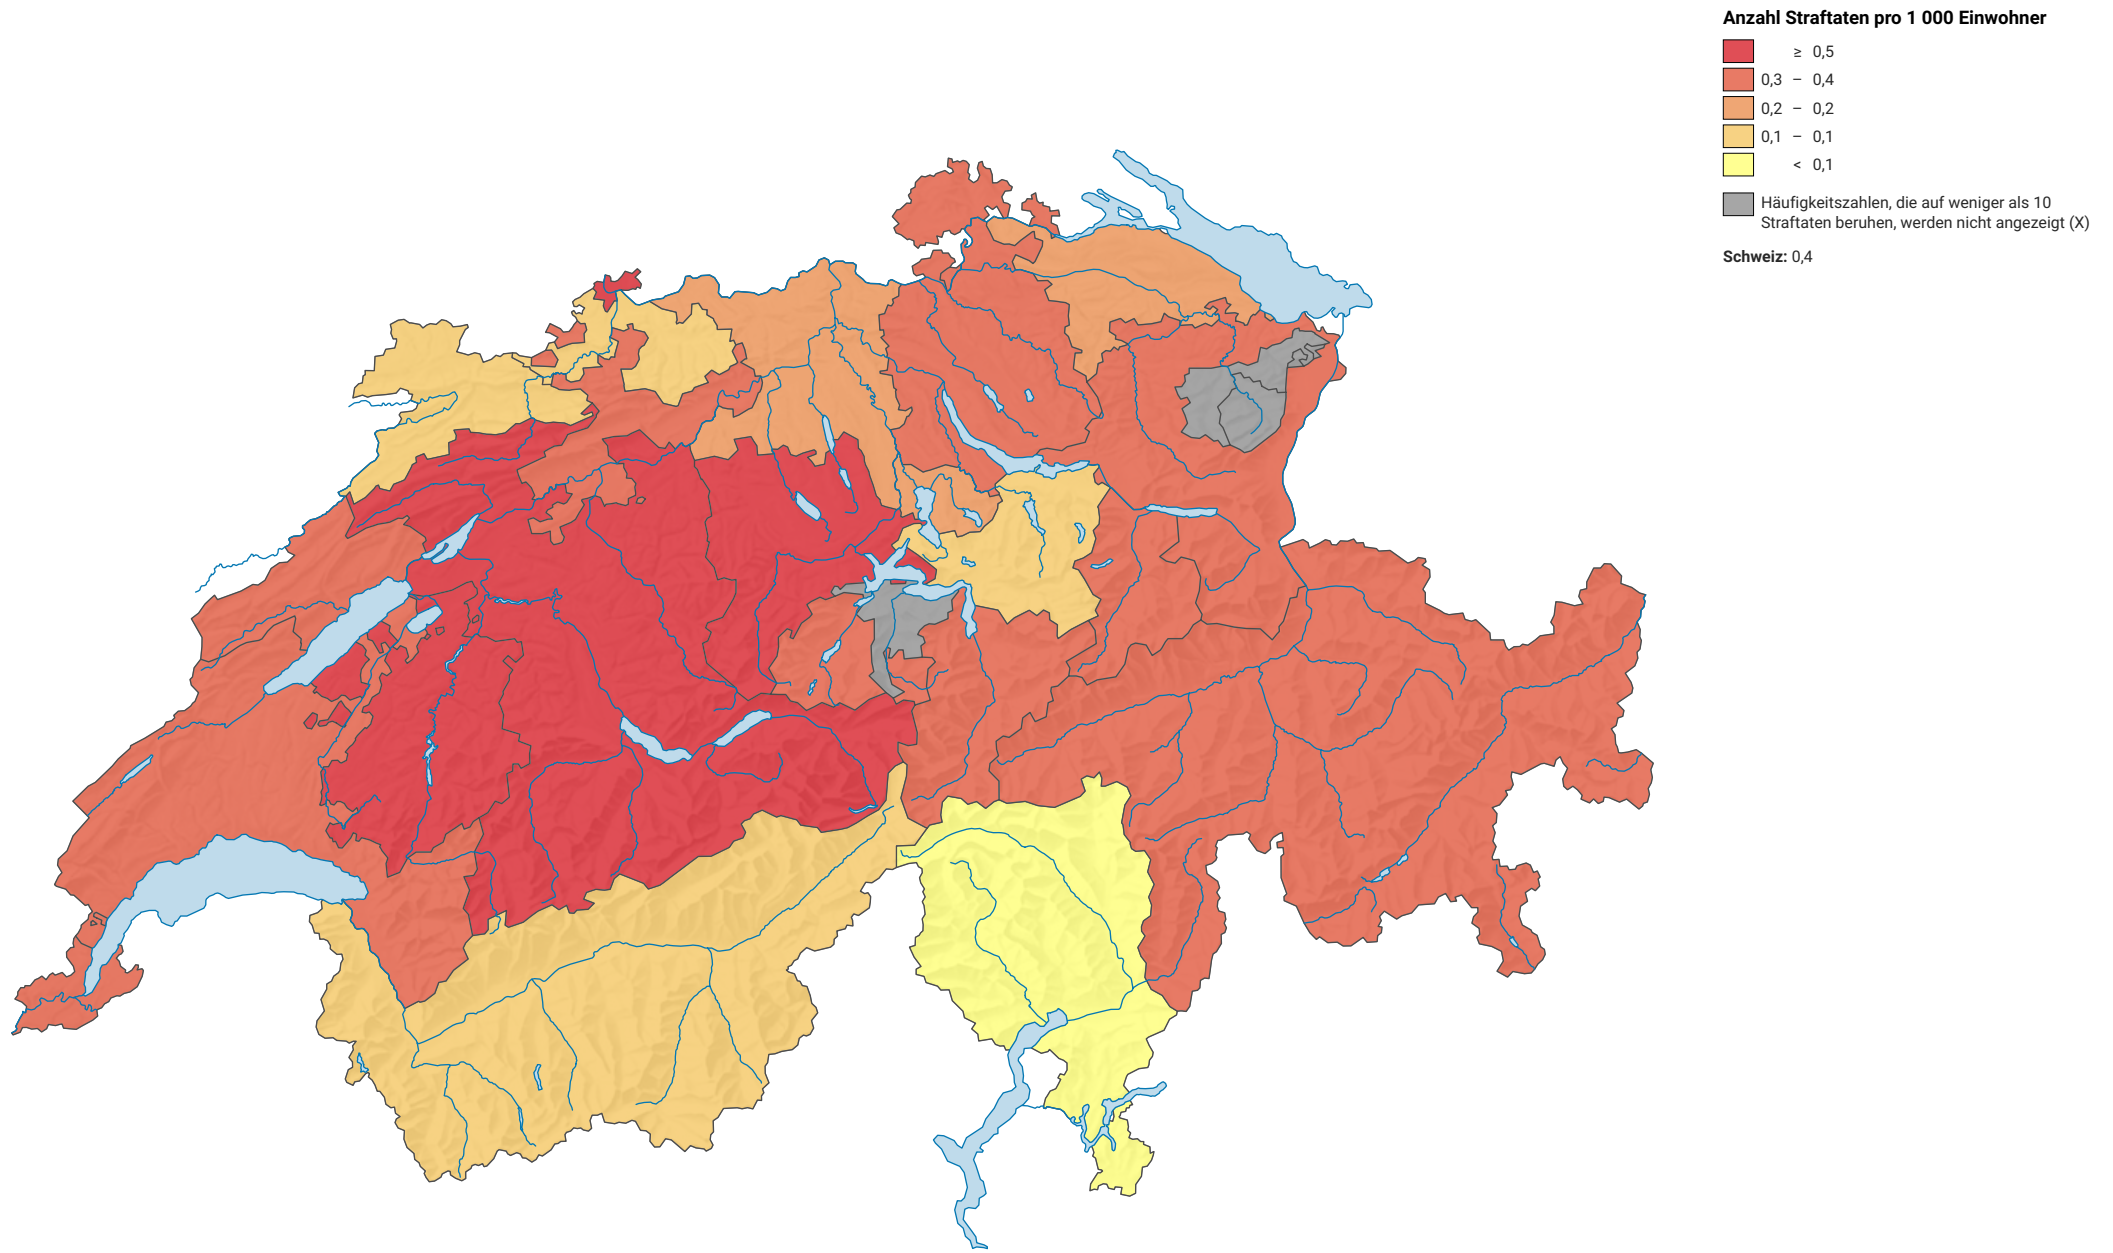 Anzahl Straftaten pro 1 000 Einwohner
≥ 0,5
0,3 – 0,4
0,2 – 0,2
0,1 – 0,1
< 0,1
Häufigkeitszahlen, die auf weniger als 10
Straftaten beruhen, werden nicht angezeigt (X)
Schweiz: 0,4